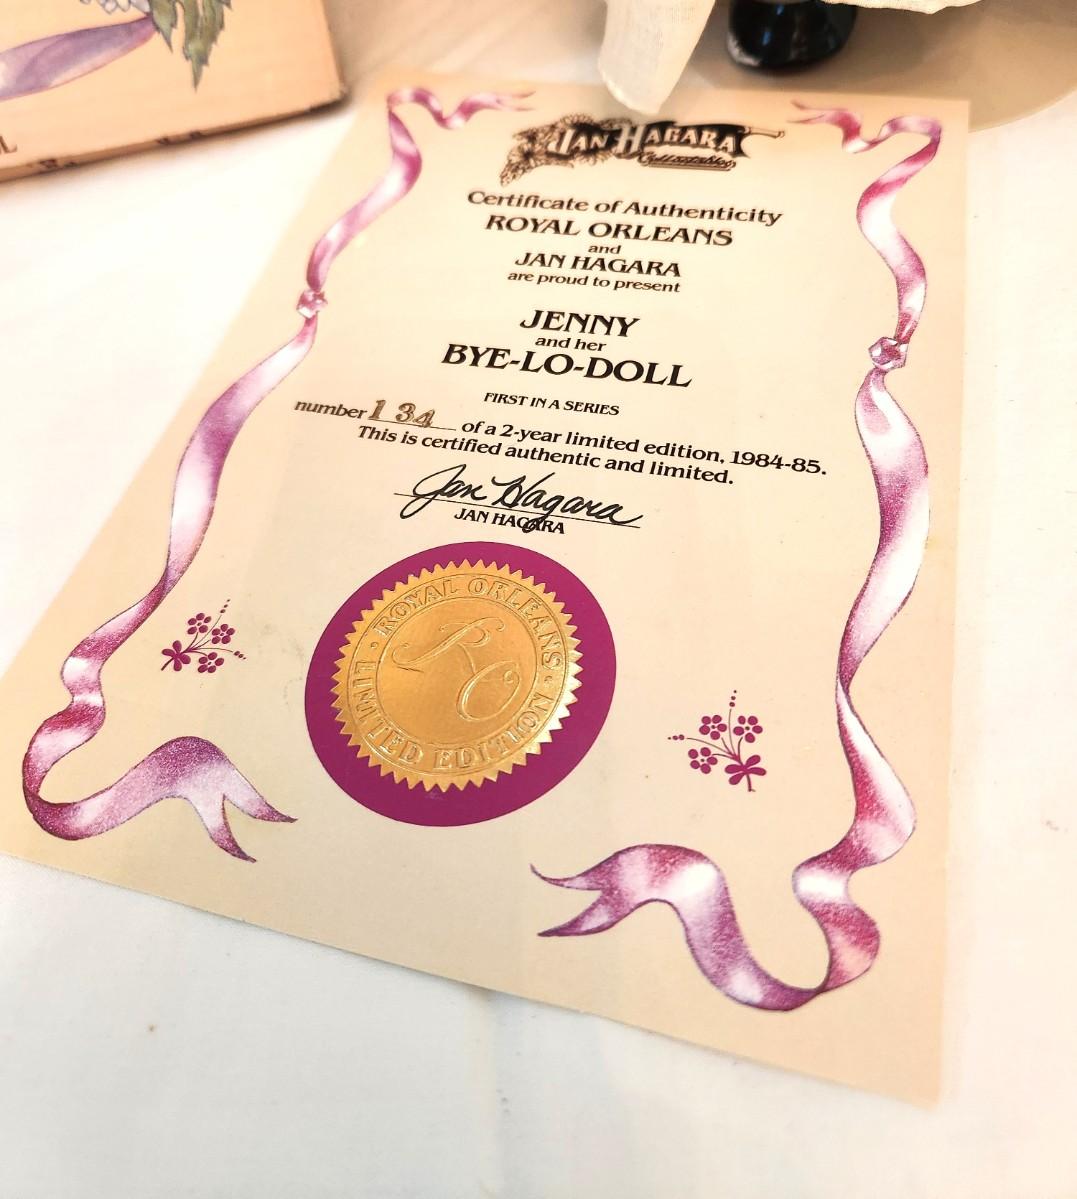 JAN HAGARA
Collectables
Certificate of Authenticity
ROYAL ORLEANS
and
JAN HAGARA
are proud to present
JENNY
and her
BYE-LO-DOLL
FIRST IN A SERIES
number 134 of a 2-year limited edition, 1984-85.
This is certified authentic and limited.
Jan Hagara
JAN HAGARA
· ROYAL ORLEANS ·
LIMITED EDITION
RO